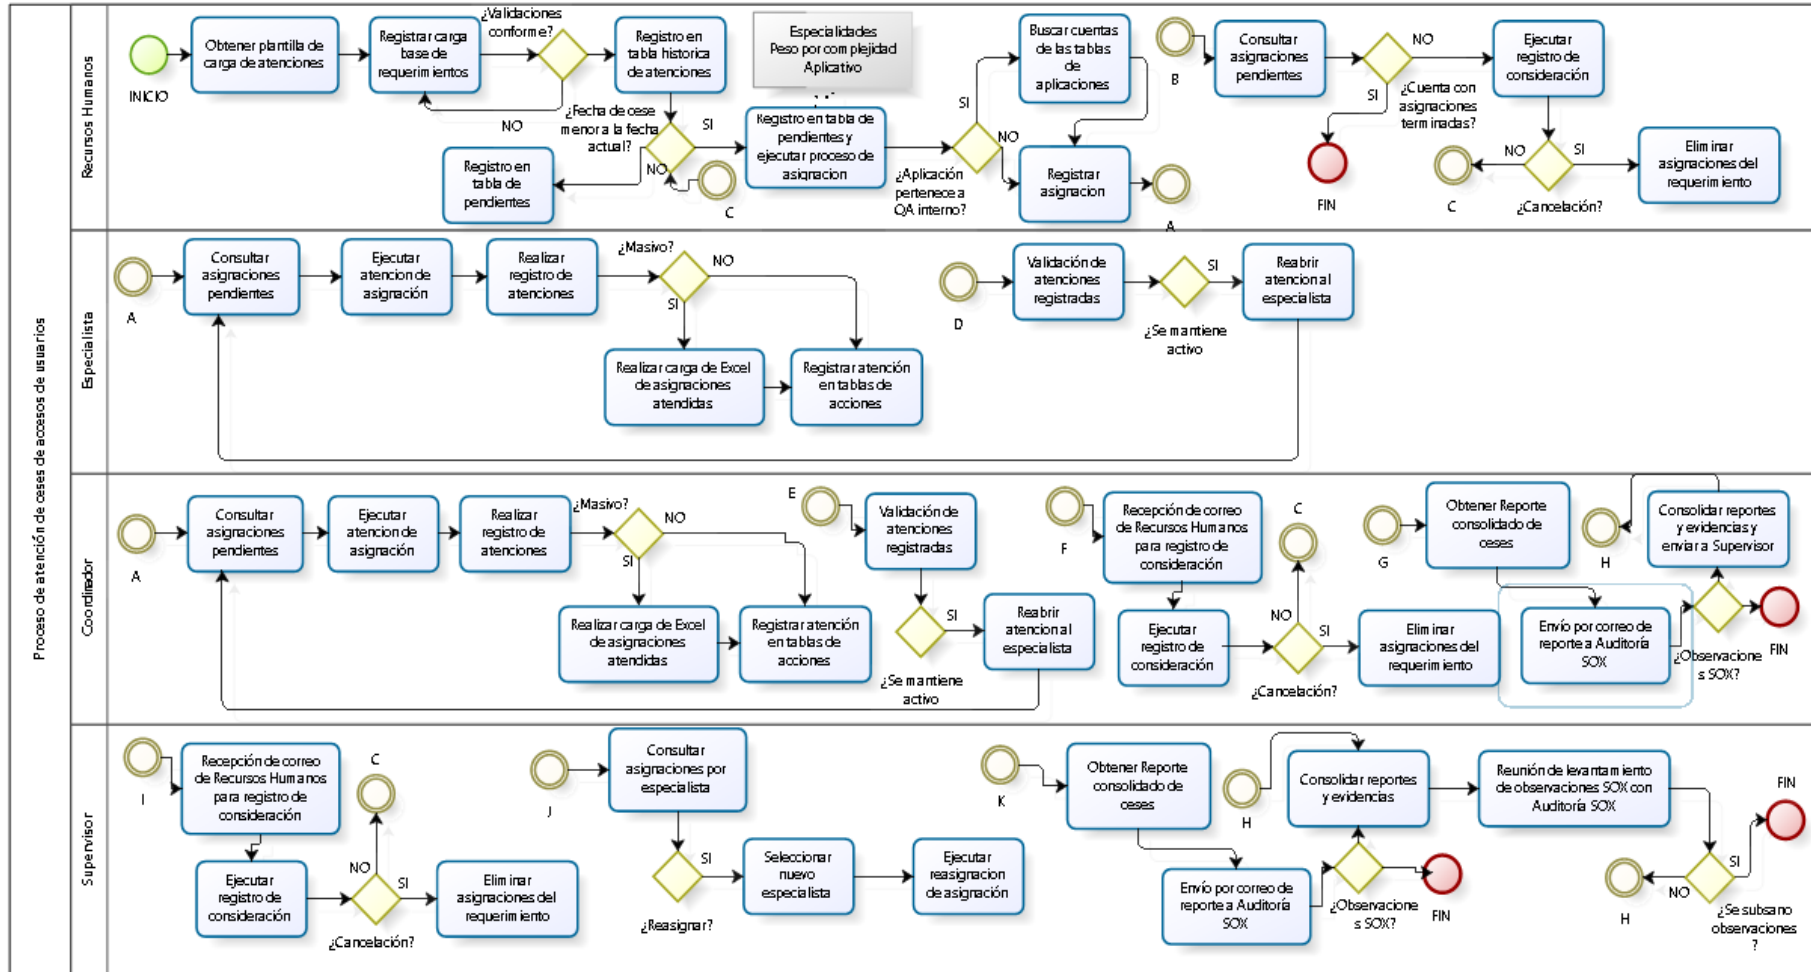 Proceso de atención de ceses de accesos de usuarios
Recursos Humanos
INICIO
Obtener plantilla de
carga de atenciones
Registrar carga
base de
requerimientos
¿Validaciones
conforme?
NO
Registro en
tabla historica
de atenciones
¿Fecha de cese
menor a la fecha
actual?
SI
NO
Registro en
tabla de
pendientes
C
Especialidades
Peso por complejidad
Aplicativo
Registro en tabla de
pendientes y
ejecutar proceso de
asignacion
¿Aplicación
pertenece a
QA interno?
SI
NO
Buscar cuentas
de las tablas
de
aplicaciones
Registrar
asignacion
A
B
Consultar
asignaciones
pendientes
NO
SI
¿Cuenta con
asignaciones
terminadas?
FIN
Ejecutar
registro de
consideración
NO
SI
C
¿Cancelación?
Eliminar
asignaciones del
requerimiento
Especialista
A
Consultar
asignaciones
pendientes
Ejecutar
atencion de
asignación
Realizar
registro de
atenciones
¿Masivo?
NO
SI
Realizar carga de Excel
de asignaciones
atendidas
Registrar atención
en tablas de
acciones
D
Validación de
atenciones
registradas
SI
¿Se mantiene
activo
Reabrir
atencion al
especialista
Coordinador
A
Consultar
asignaciones
pendientes
Ejecutar
atencion de
asignación
Realizar
registro de
atenciones
¿Masivo?
NO
SI
Realizar carga de Excel
de asignaciones
atendidas
Registrar atención
en tablas de
acciones
E
Validación de
atenciones
registradas
SI
¿Se mantiene
activo
Reabrir
atencion al
especialista
F
Recepción de correo
de Recursos Humanos
para registro de
consideración
Ejecutar
registro de
consideración
C
NO
SI
¿Cancelación?
Eliminar
asignaciones del
requerimiento
G
Obtener Reporte
consolidado de
ceses
Envío por correo de
reporte a Auditoría
SOX
H
Consolidar reportes
y evidencias y
enviar a Supervisor
¿Observacione
s SOX?
FIN
Supervisor
I
Recepción de correo
de Recursos Humanos
para registro de
consideración
Ejecutar
registro de
consideración
C
NO
SI
¿Cancelación?
Eliminar
asignaciones del
requerimiento
J
Consultar
asignaciones por
especialista
SI
¿Reasignar?
Seleccionar
nuevo
especialista
Ejecutar
reasignacion
de asignación
K
Obtener Reporte
consolidado de
ceses
Envío por correo de
reporte a Auditoría
SOX
H
Consolidar reportes
y evidencias
¿Observacione
s SOX?
FIN
Reunión de levantamiento
de observaciones SOX con
Auditoría SOX
H
NO
SI
FIN
¿Se subsano
observaciones
?